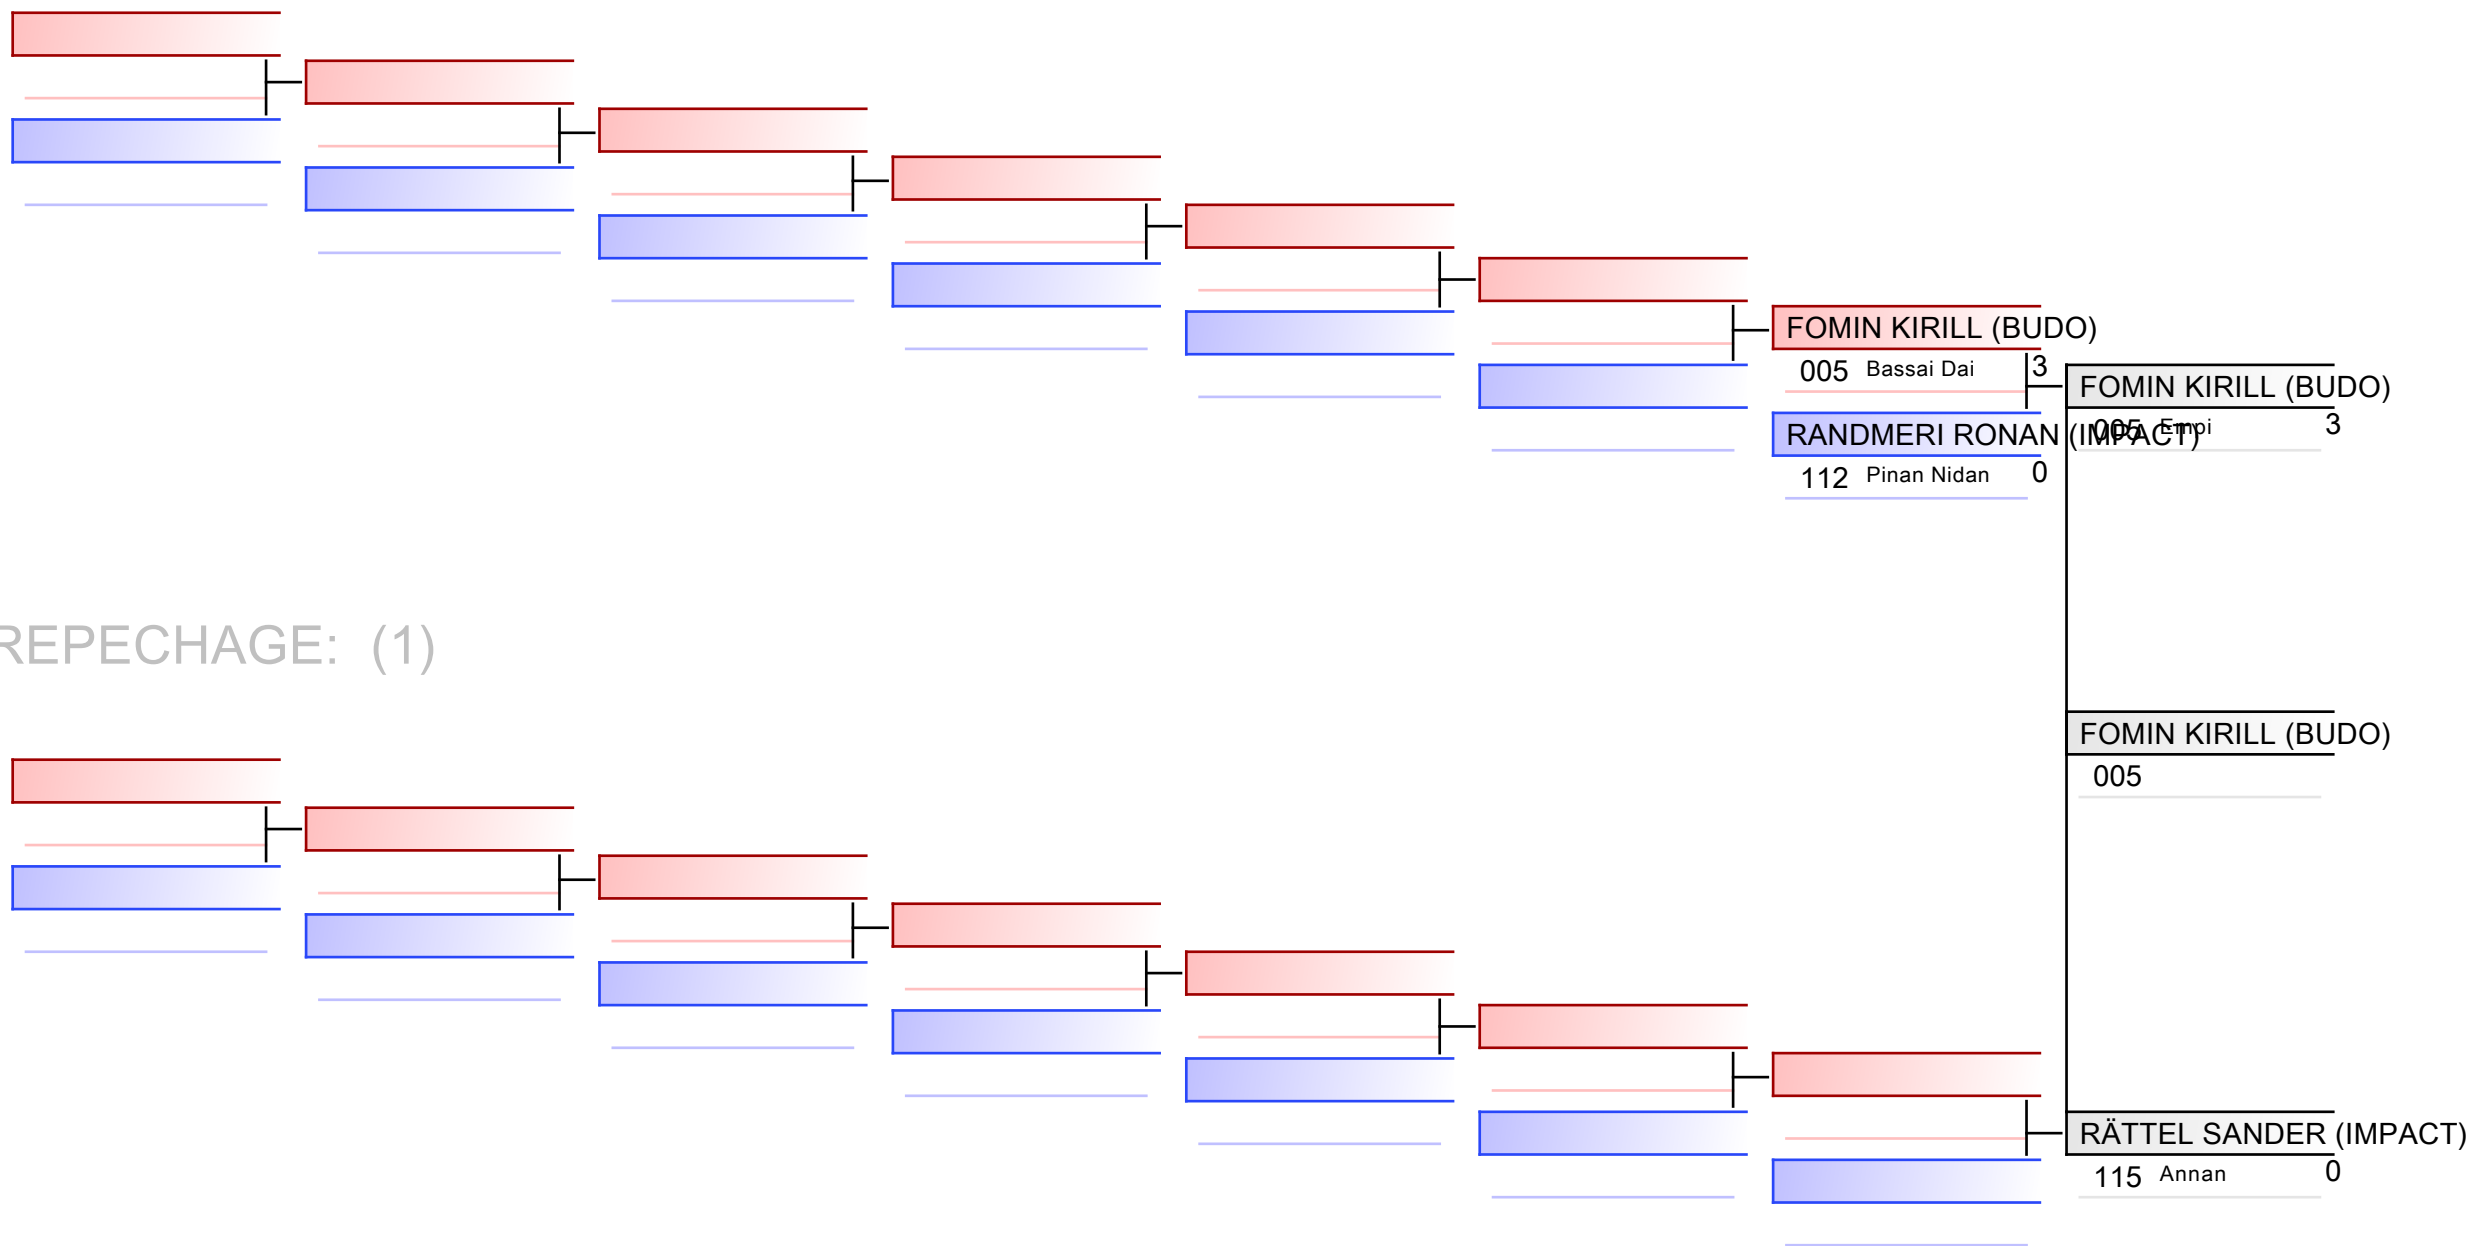 FOMIN KIRILL (BUDO)
005 Bassai Dai 3
RANDMERI RONAN (IMPACT)
112 Pinan Nidan 0
FOMIN KIRILL (BUDO)
005 Empi 3
REPECHAGE: (1)
FOMIN KIRILL (BUDO)
005
RÄTTEL SANDER (IMPACT)
115 Annan 0